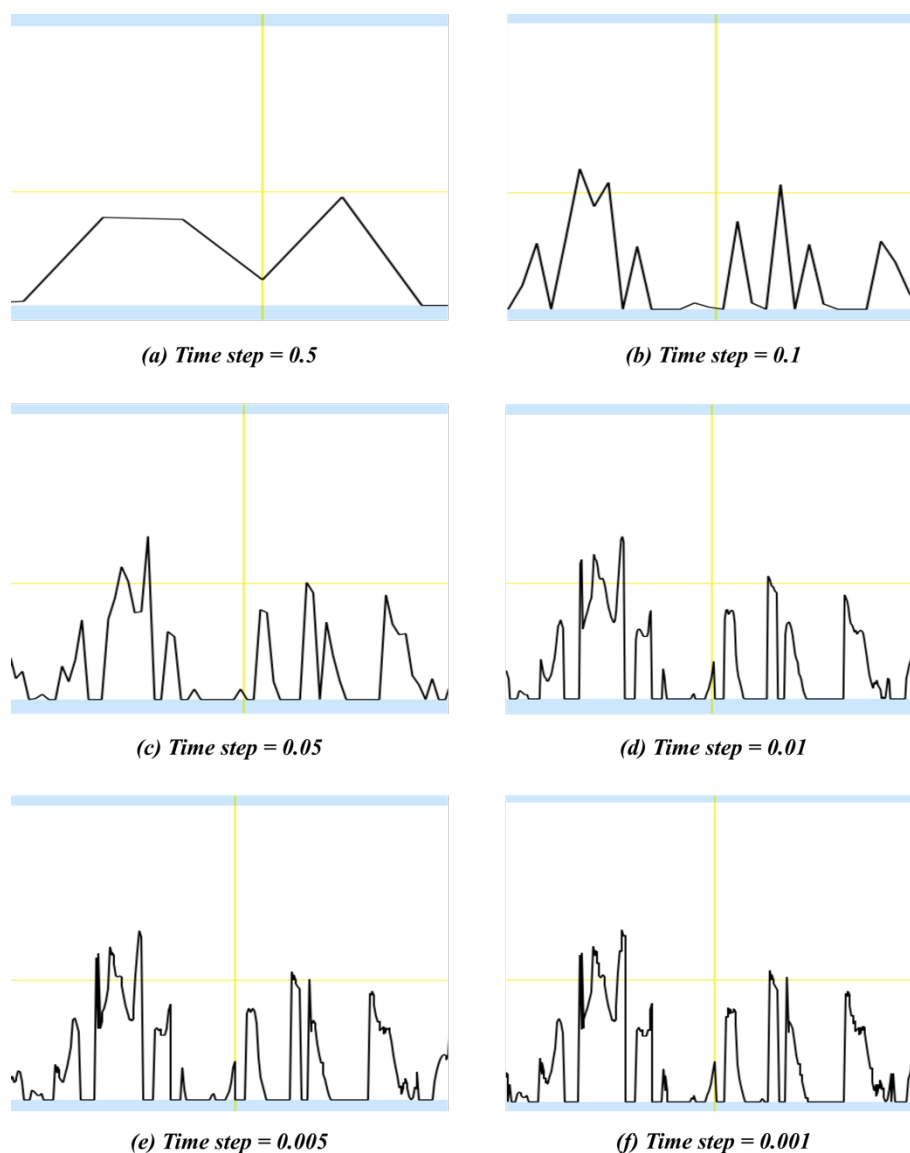 (a) Time step = 0.5
(b) Time step = 0.1
(c) Time step = 0.05
(d) Time step = 0.01
(e) Time step = 0.005
(f) Time step = 0.001